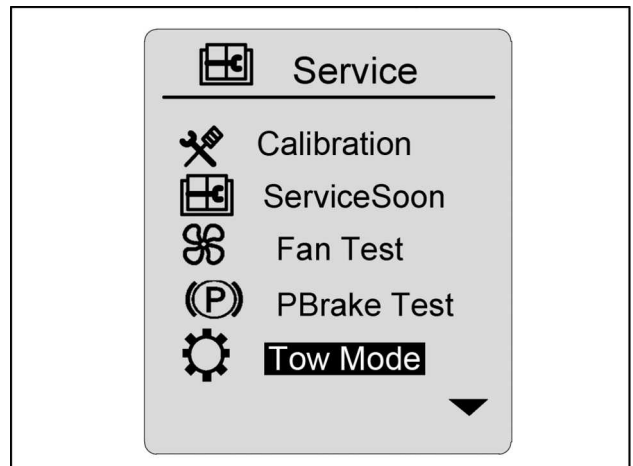 Service
Calibration
ServiceSoon
Fan Test
(P) PBrake Test
Tow Mode